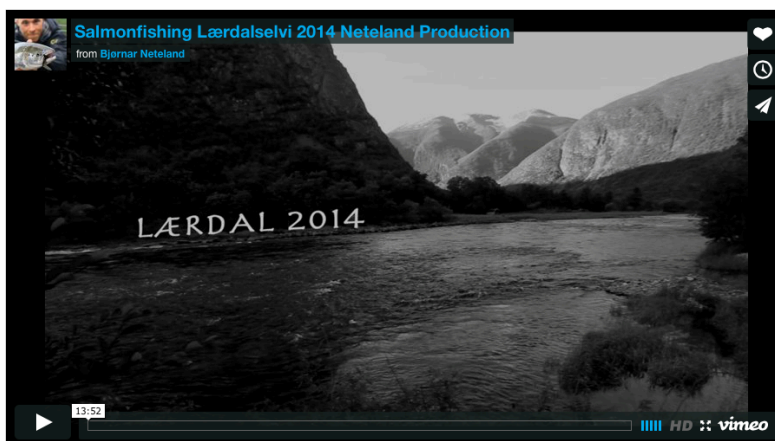 Salmonfishing Lærdalselvi 2014 Neteland Production
from Bjørnar Neteland
LÆRDAL 2014
13:52
HD vimeo